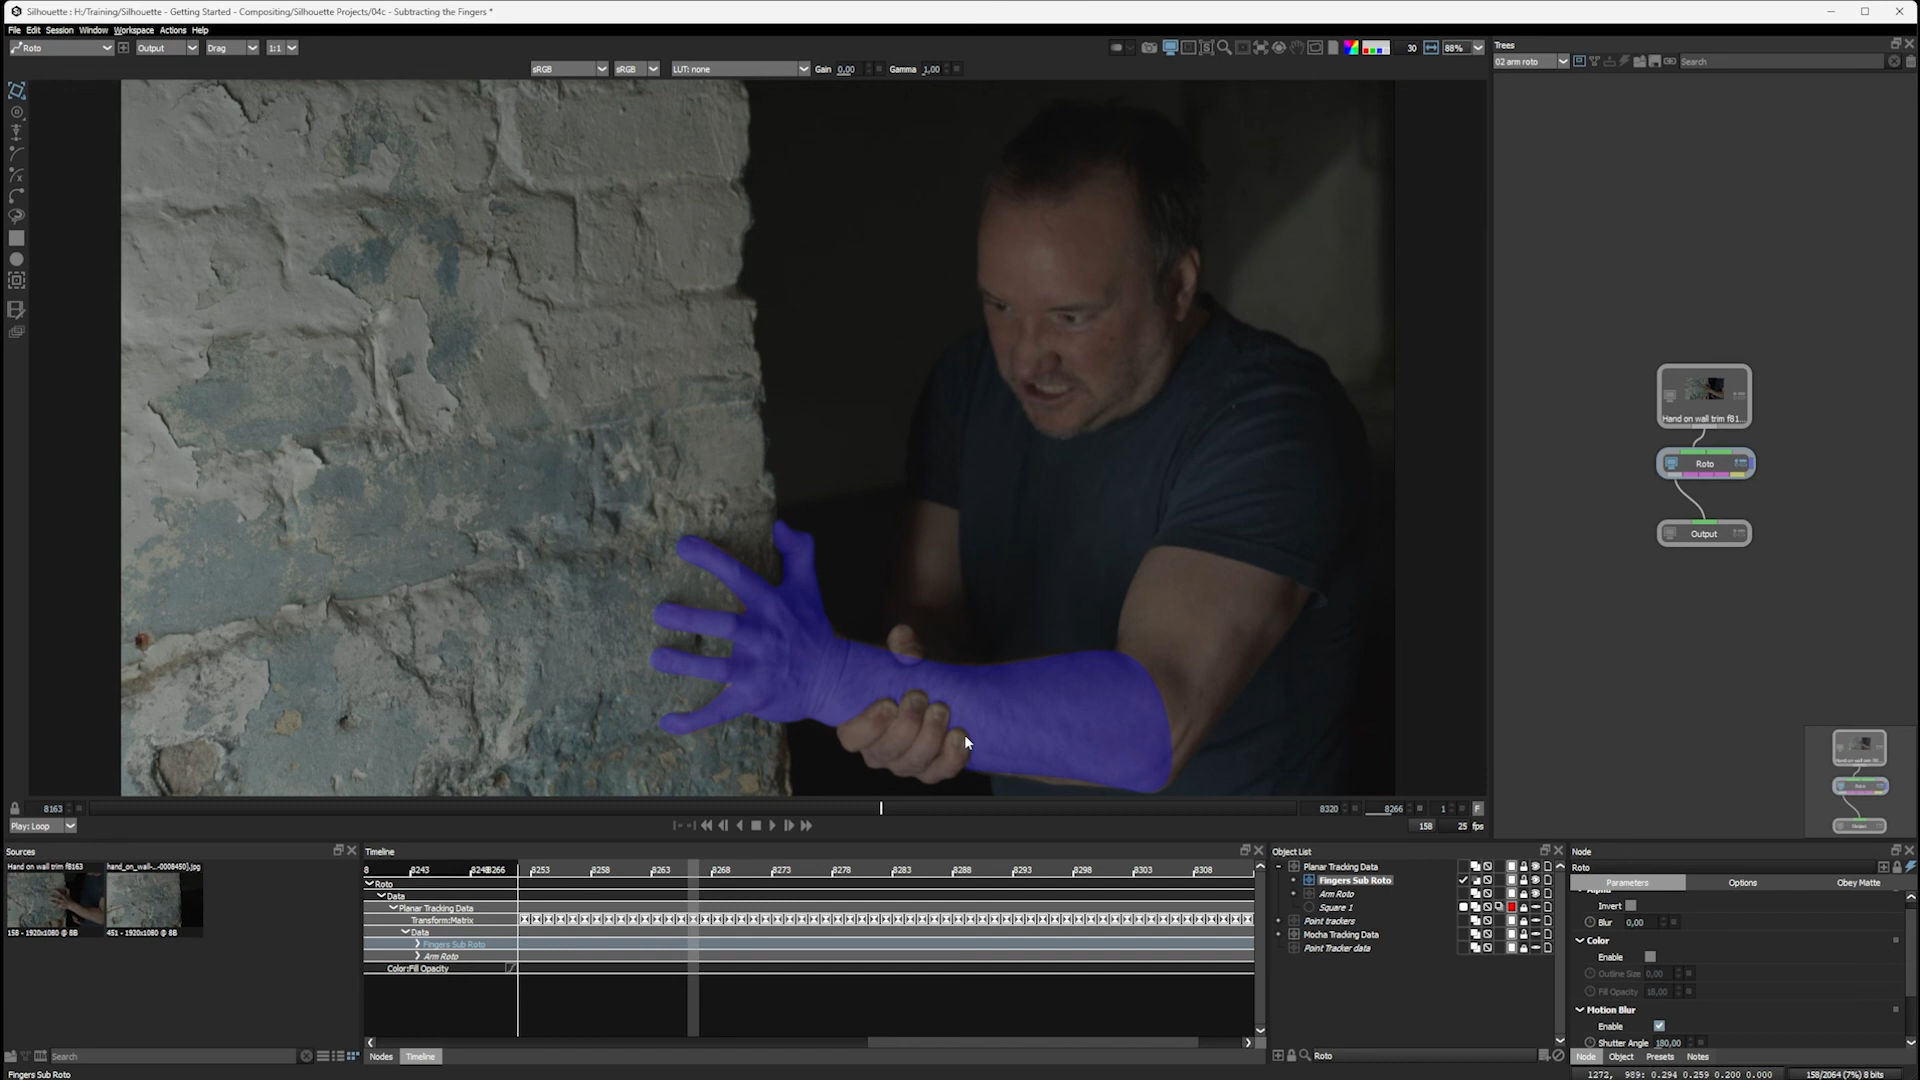 Silhouette : H:/Training/Silhouette - Getting Started - Compositing/Silhouette Projects/04c - Subtracting the Fingers *
File Edit Session Window Workspace Actions Help
Roto Output Drag 1:1 30 88%
sRGB sRGB LUT: none Gain 0,00 Gamma 1,00
Trees
02 arm roto Search
Hand on wall trim f81...
Roto
Output
8163 8320 8266 1 F
Play: Loop 158 25 fps
Sources
Hand on wall trim f8163 hand_on_wall-...-0008450].jpg
158 - 1920x1080 @ 8B 451 - 1920x1080 @ 8B
Search
Fingers Sub Roto
Timeline
8243 8253 8258 8263 8268 8273 8278 8283 8288 8293 8298 8303 8308
Roto
Data
Planar Tracking Data
Transform:Matrix
Data
Fingers Sub Roto
Arm Roto
Color:Fill Opacity
Nodes Timeline
Object List
Planar Tracking Data
Fingers Sub Roto
Arm Roto
Square 1
Point trackers
Mocha Tracking Data
Point Tracker data
Roto
Node
Roto
Parameters Options Obey Matte
Invert
Blur 0,00
Color
Enable
Outline Size 0,00
Fill Opacity 18,00
Motion Blur
Enable
Shutter Angle 180,00
Node Object Presets Notes
1272, 989: 0.294 0.259 0.200 0.000 158/2064 (7%) 8 bits